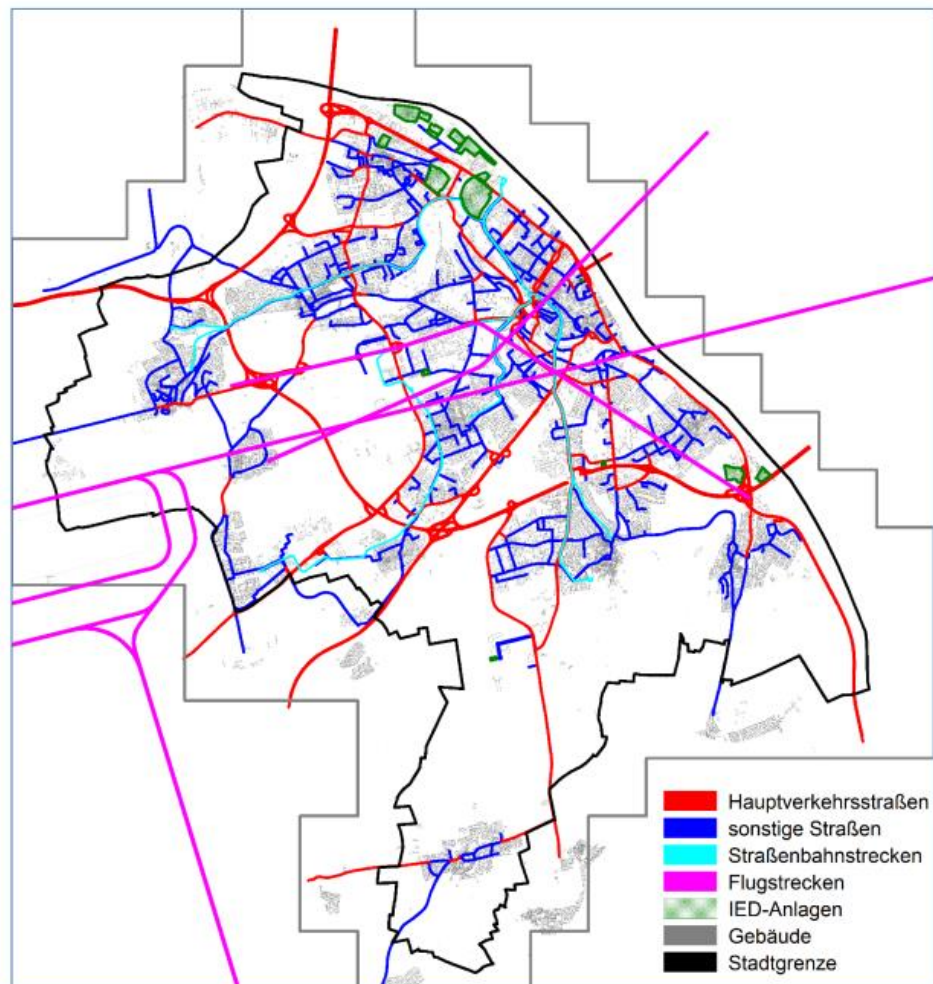 Hauptverkehrsstraßen
sonstige Straßen
Straßenbahnstrecken
Flugstrecken
IED-Anlagen
Gebäude
Stadtgrenze